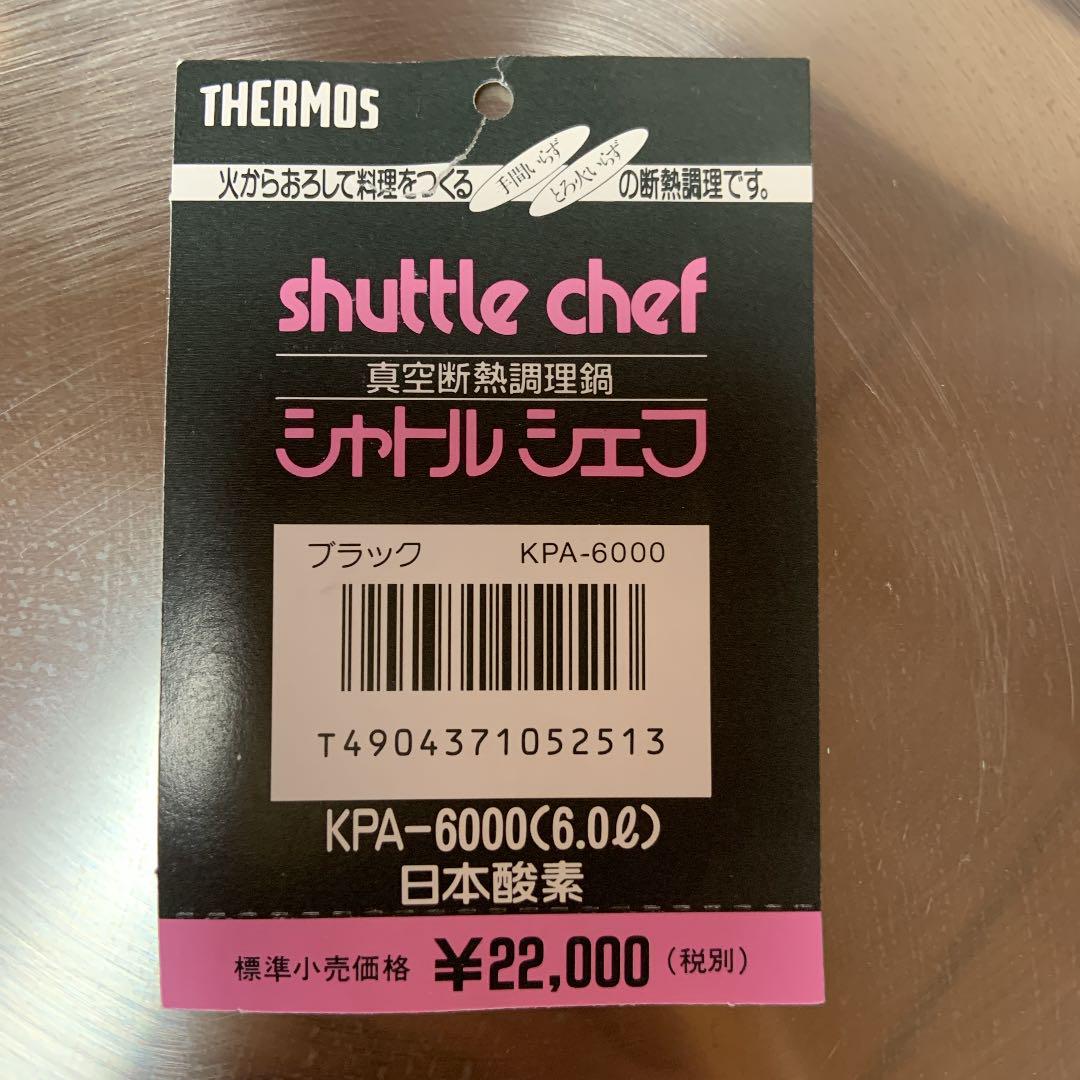 THERMOS
火からおろして料理をつくる 手間いらず とろ火いらず の断熱調理です。
shuttle chef
真空断熱調理鍋
シャトルシェフ
ブラック KPA-6000
T4904371052513
KPA-6000(6.0ℓ)
日本酸素
標準小売価格 ¥22,000 (税別)